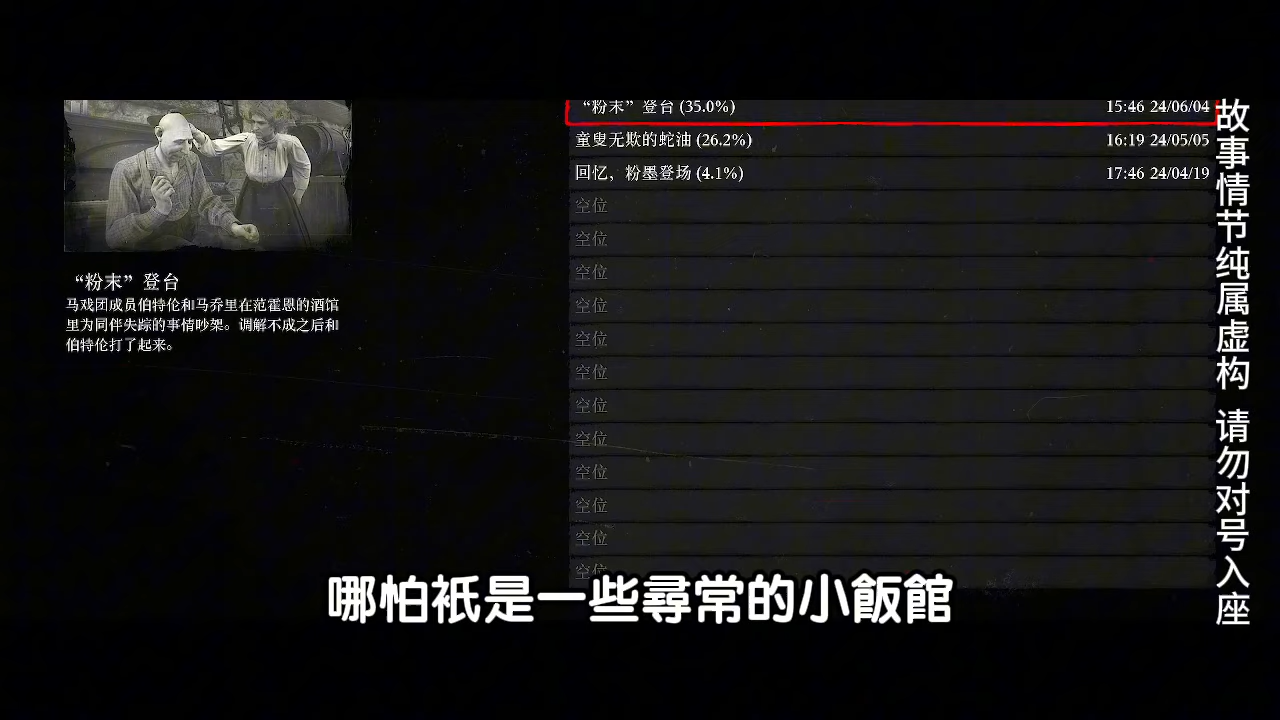 “粉末”登台 (35.0%) 15:46 24/06/04
童叟无欺的蛇油 (26.2%) 16:19 24/05/05
回忆，粉墨登场 (4.1%) 17:46 24/04/19
空位
空位
空位
空位
空位
空位
空位
空位
空位
空位
空位
空位
“粉末”登台
马戏团成员伯特伦和马乔里在范霍恩的酒馆
里为同伴失踪的事情吵架。调解不成之后和
伯特伦打了起来。
故事情节纯属虚构 请勿对号入座
哪怕衹是一些尋常的小飯館